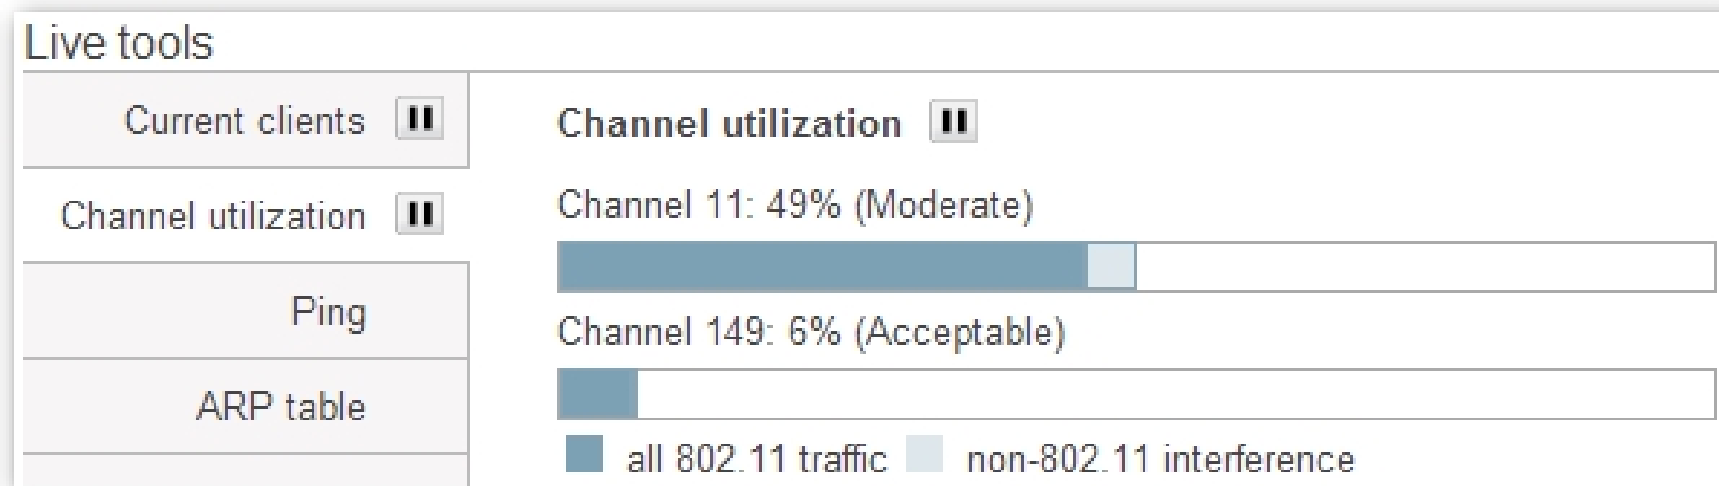 Live tools
Current clients
Channel utilization
Ping
ARP table
Channel utilization
Channel 11: 49% (Moderate)
Channel 149: 6% (Acceptable)
all 802.11 traffic non-802.11 interference